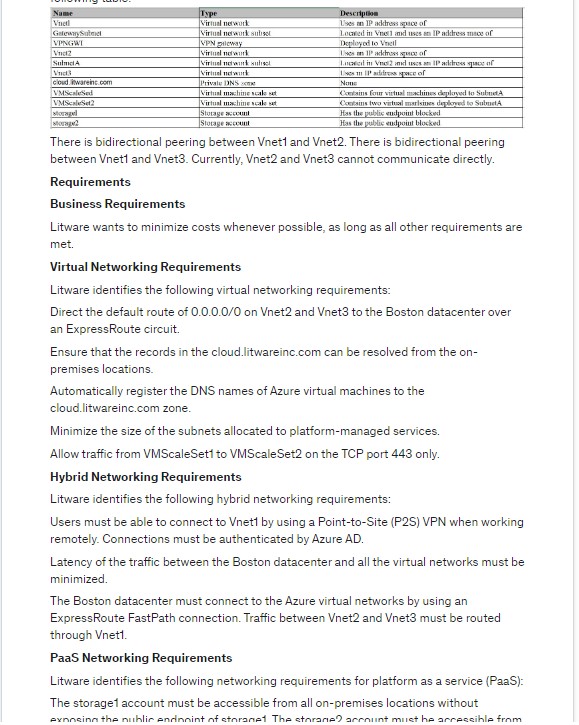 following table.
Name Type Description
Vnet1 Virtual network Uses an IP address space of
GatewaySubnet Virtual network subnet Located in Vnet1 and uses an IP address space of
VPNGW1 VPN gateway Deployed to Vnet1
Vnet2 Virtual network Uses an IP address space of
SubnetA Virtual network subnet Located in Vnet2 and uses an IP address space of
Vnet3 Virtual network Uses an IP address space of
cloud.litwareinc.com Private DNS zone None
VMScaleSet1 Virtual machine scale set Contains four virtual machines deployed to SubnetA
VMScaleSet2 Virtual machine scale set Contains two virtual machines deployed to SubnetA
storage1 Storage account Has the public endpoint blocked
storage2 Storage account Has the public endpoint blocked
There is bidirectional peering between Vnet1 and Vnet2. There is bidirectional peering
between Vnet1 and Vnet3. Currently, Vnet2 and Vnet3 cannot communicate directly.
Requirements
Business Requirements
Litware wants to minimize costs whenever possible, as long as all other requirements are
met.
Virtual Networking Requirements
Litware identifies the following virtual networking requirements:
Direct the default route of 0.0.0.0/0 on Vnet2 and Vnet3 to the Boston datacenter over
an ExpressRoute circuit.
Ensure that the records in the cloud.litwareinc.com can be resolved from the on-
premises locations.
Automatically register the DNS names of Azure virtual machines to the
cloud.litwareinc.com zone.
Minimize the size of the subnets allocated to platform-managed services.
Allow traffic from VMScaleSet1 to VMScaleSet2 on the TCP port 443 only.
Hybrid Networking Requirements
Litware identifies the following hybrid networking requirements:
Users must be able to connect to Vnet1 by using a Point-to-Site (P2S) VPN when working
remotely. Connections must be authenticated by Azure AD.
Latency of the traffic between the Boston datacenter and all the virtual networks must be
minimized.
The Boston datacenter must connect to the Azure virtual networks by using an
ExpressRoute FastPath connection. Traffic between Vnet2 and Vnet3 must be routed
through Vnet1.
PaaS Networking Requirements
Litware identifies the following networking requirements for platform as a service (PaaS):
The storage1 account must be accessible from all on-premises locations without
exposing the public endpoint of storage1. The storage2 account must be accessible from